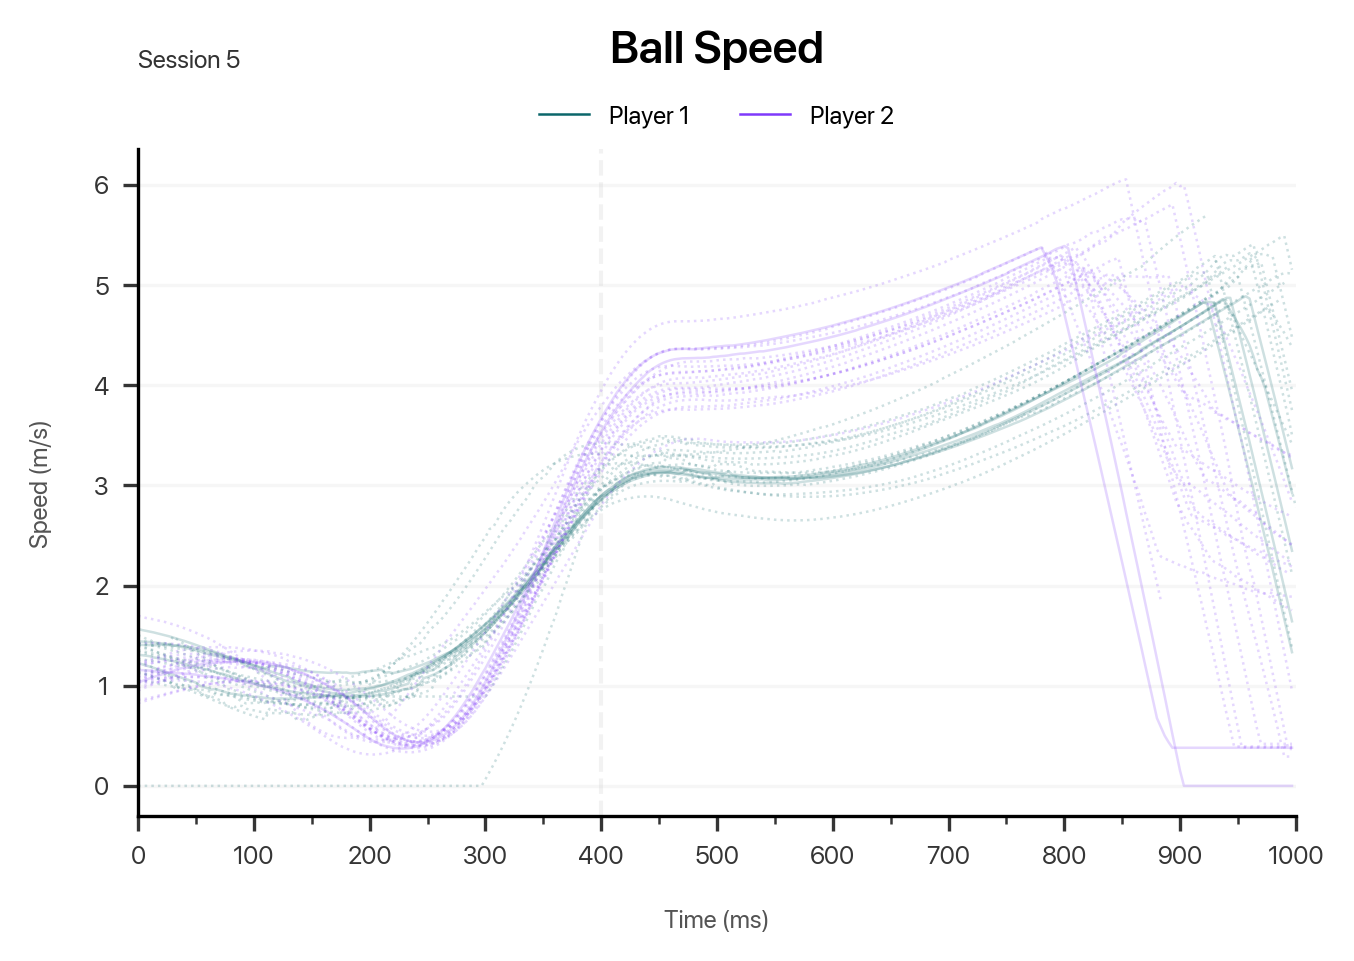 Session 5
Ball Speed
Player 1
Player 2
6
5
4
3
2
1
0
Speed (m/s)
0 100 200 300 400 500 600 700 800 900 1000
Time (ms)